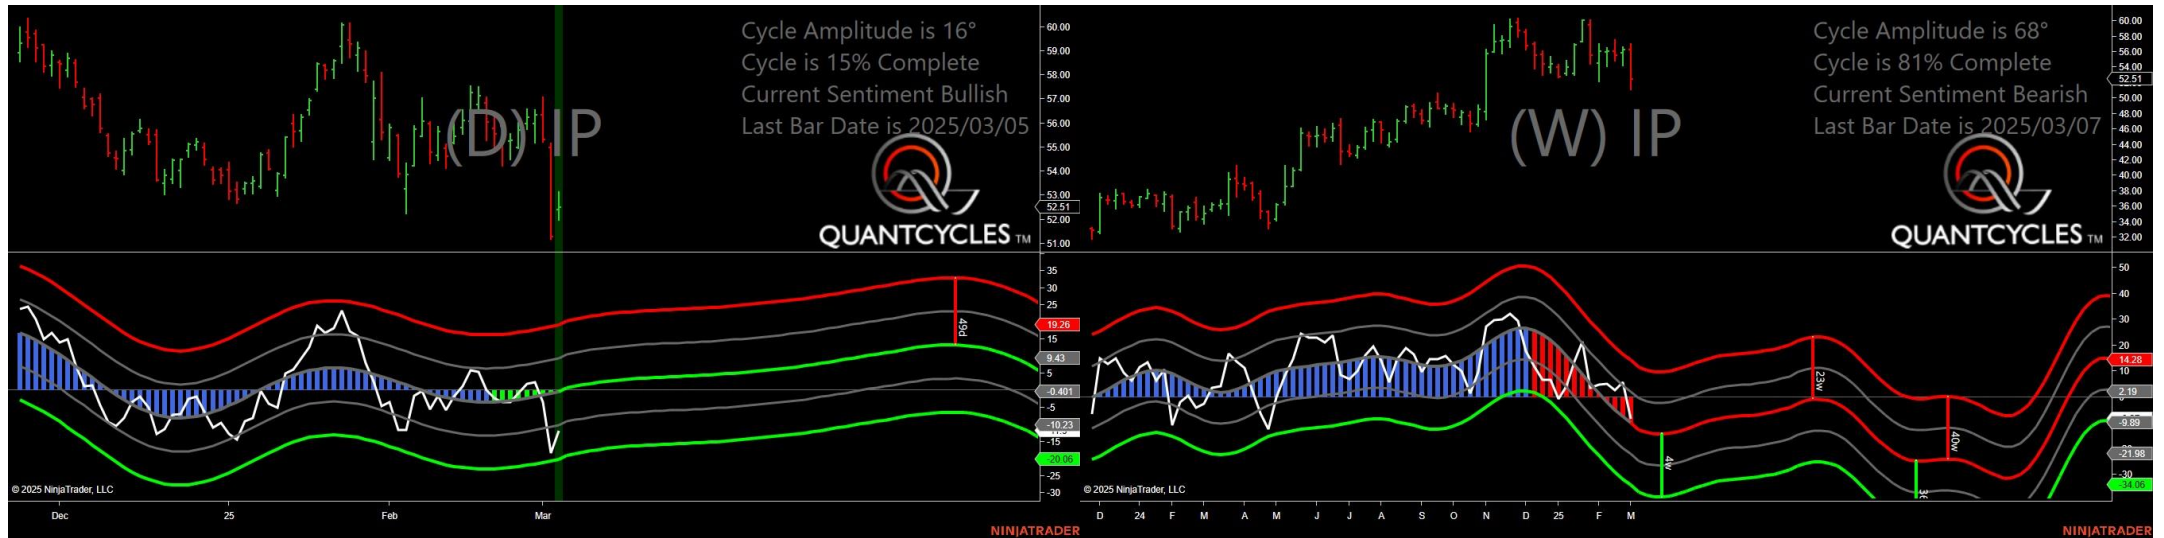 Cycle Amplitude is 16°
Cycle is 15% Complete
Current Sentiment Bullish
Last Bar Date is 2025/03/05
(D) IP
QUANTCYCLES TM
60.00
59.00
58.00
57.00
56.00
55.00
54.00
53.00
52.51
52.00
51.00
35
30
25
19.26
15
9.43
5
-0.401
-5
-10.23
-15
-20.06
-25
-30
49d
© 2025 NinjaTrader, LLC
Dec
25
Feb
Mar
NINJATRADER
Cycle Amplitude is 68°
Cycle is 81% Complete
Current Sentiment Bearish
Last Bar Date is 2025/03/07
(W) IP
QUANTCYCLES TM
60.00
58.00
56.00
54.00
52.51
50.00
48.00
46.00
44.00
42.00
40.00
38.00
36.00
34.00
32.00
50
40
30
20
14.28
10
2.19
-9.89
-21.98
-30
-34.06
23w
4w
40w
© 2025 NinjaTrader, LLC
D 24 F M A M J J A S O N D 25 F M
NINJATRADER